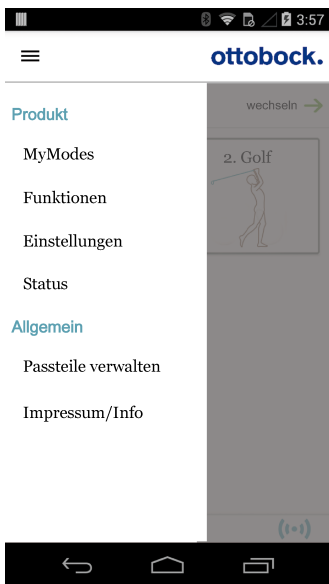 3:57
ottobock.
Produkt
wechseln
MyModes
2. Golf
Funktionen
Einstellungen
Status
Allgemein
Passteile verwalten
Impressum/Info